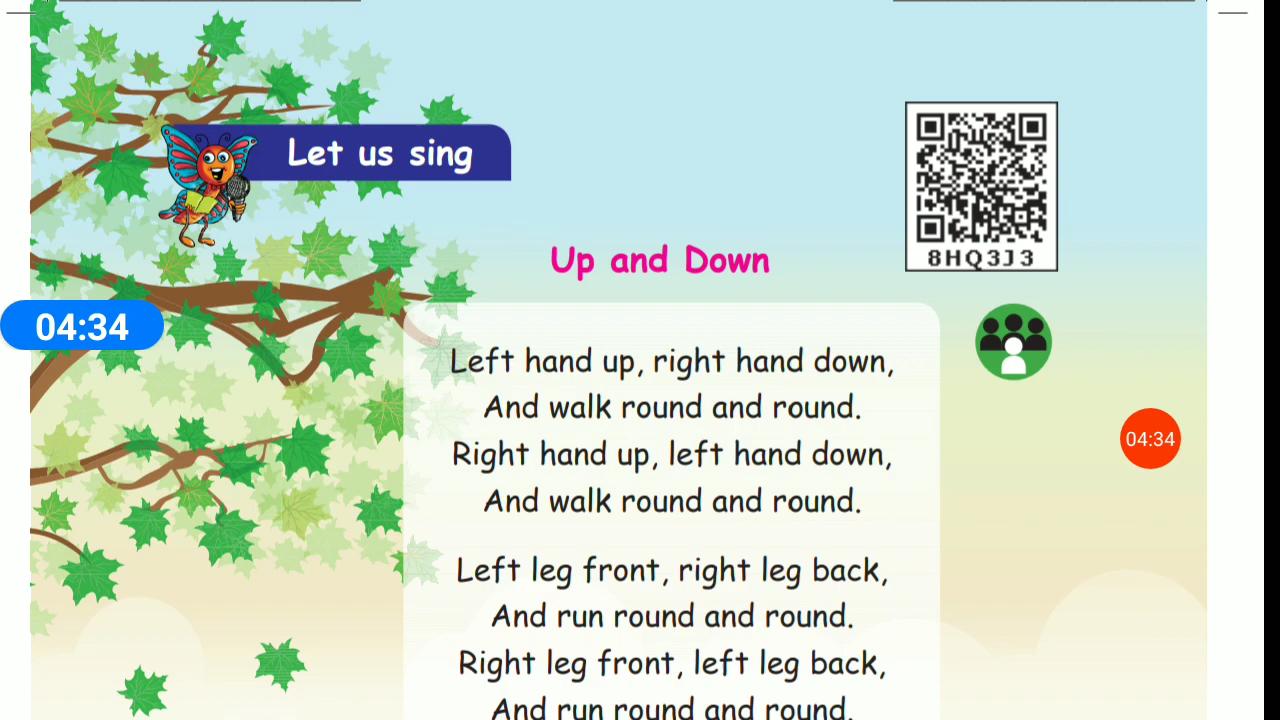 Let us sing
8HQ3J3
Up and Down
04:34
Left hand up, right hand down,
And walk round and round.
Right hand up, left hand down,
And walk round and round.
04:34
Left leg front, right leg back,
And run round and round.
Right leg front, left leg back,
And run round and round.